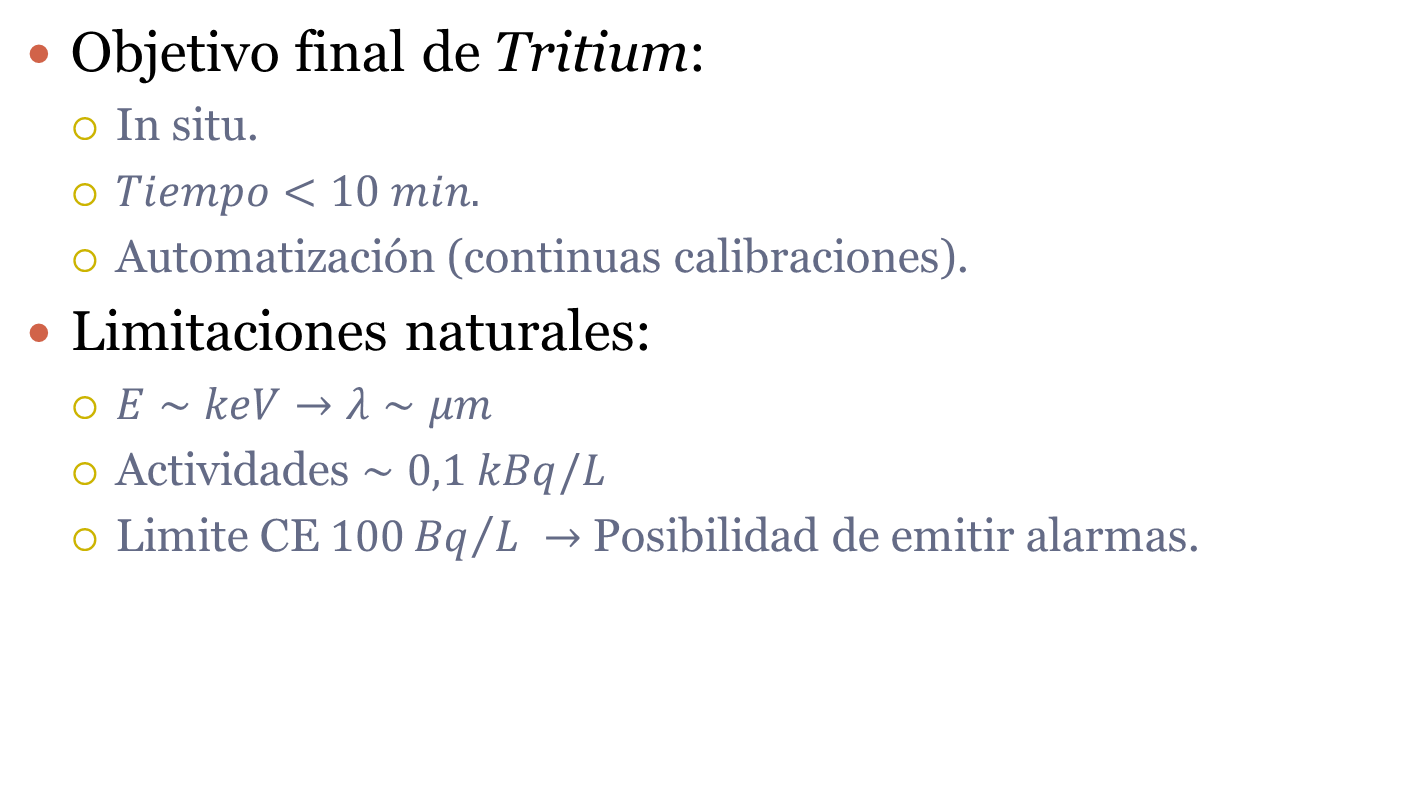 • Objetivo final de Tritium:
○ In situ.
○ Tiempo < 10 min.
○ Automatización (continuas calibraciones).
• Limitaciones naturales:
○ E ~ keV → λ ~ μm
○ Actividades ~ 0,1 kBq/L
○ Limite CE 100 Bq/L → Posibilidad de emitir alarmas.